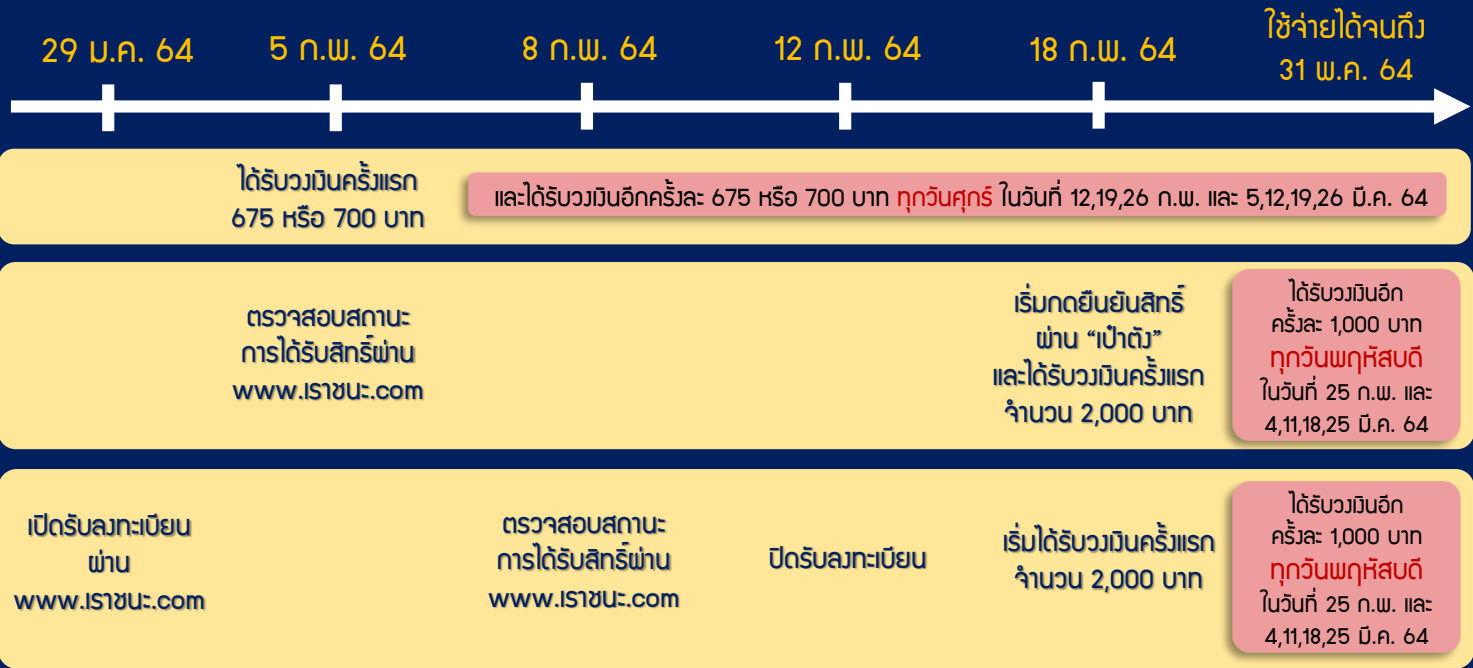 29 ม.ค. 64
5 ก.พ. 64
8 ก.พ. 64
12 ก.พ. 64
18 ก.พ. 64
ใช้จ่ายได้จนถึง
31 พ.ค. 64
ได้รับวงเงินครั้งแรก
675 หรือ 700 บาท
และได้รับวงเงินอีกครั้งละ 675 หรือ 700 บาท ทุกวันศุกร์ ในวันที่ 12,19,26 ก.พ. และ 5,12,19,26 มี.ค. 64
ตรวจสอบสถานะ
การได้รับสิทธิ์ผ่าน
www.เราชนะ.com
เริ่มกดยืนยันสิทธิ์
ผ่าน “เป๋าตัง”
และได้รับวงเงินครั้งแรก
จำนวน 2,000 บาท
ได้รับวงเงินอีก
ครั้งละ 1,000 บาท
ทุกวันพฤหัสบดี
ในวันที่ 25 ก.พ. และ
4,11,18,25 มี.ค. 64
เปิดรับลงทะเบียน
ผ่าน
www.เราชนะ.com
ตรวจสอบสถานะ
การได้รับสิทธิ์ผ่าน
www.เราชนะ.com
ปิดรับลงทะเบียน
เริ่มได้รับวงเงินครั้งแรก
จำนวน 2,000 บาท
ได้รับวงเงินอีก
ครั้งละ 1,000 บาท
ทุกวันพฤหัสบดี
ในวันที่ 25 ก.พ. และ
4,11,18,25 มี.ค. 64